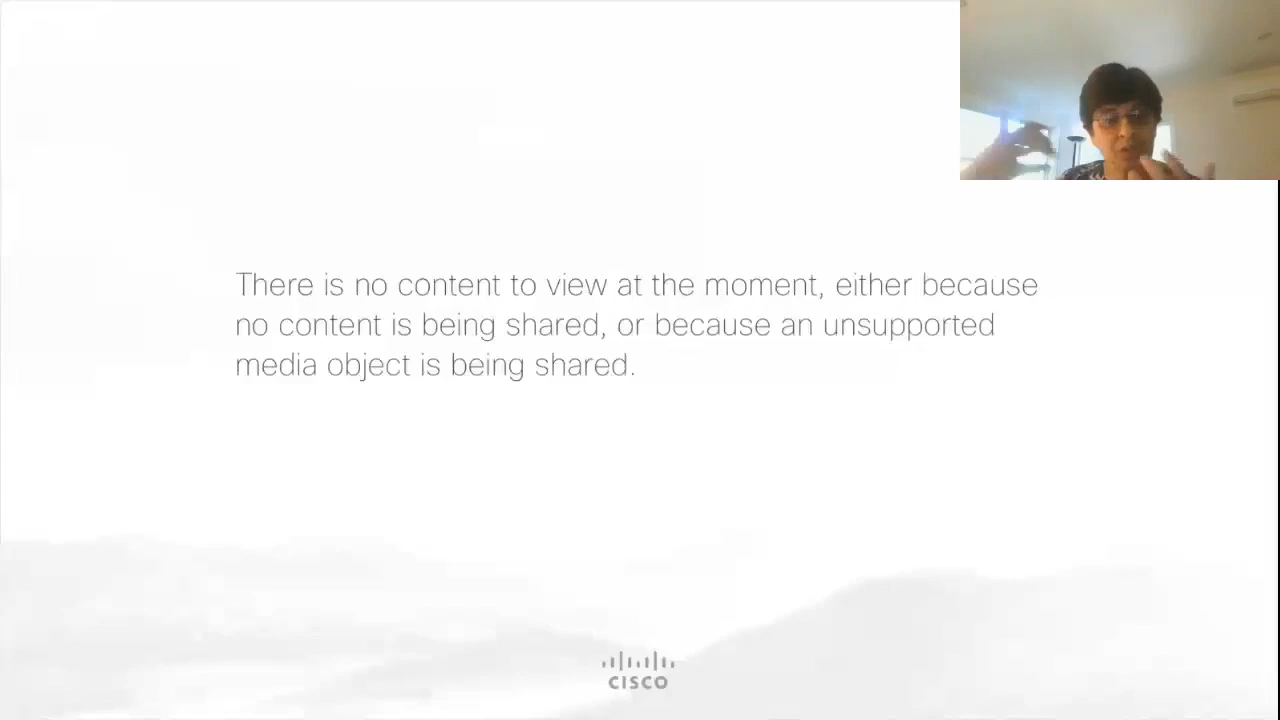 There is no content to view at the moment, either because
no content is being shared, or because an unsupported
media object is being shared.
CISCO